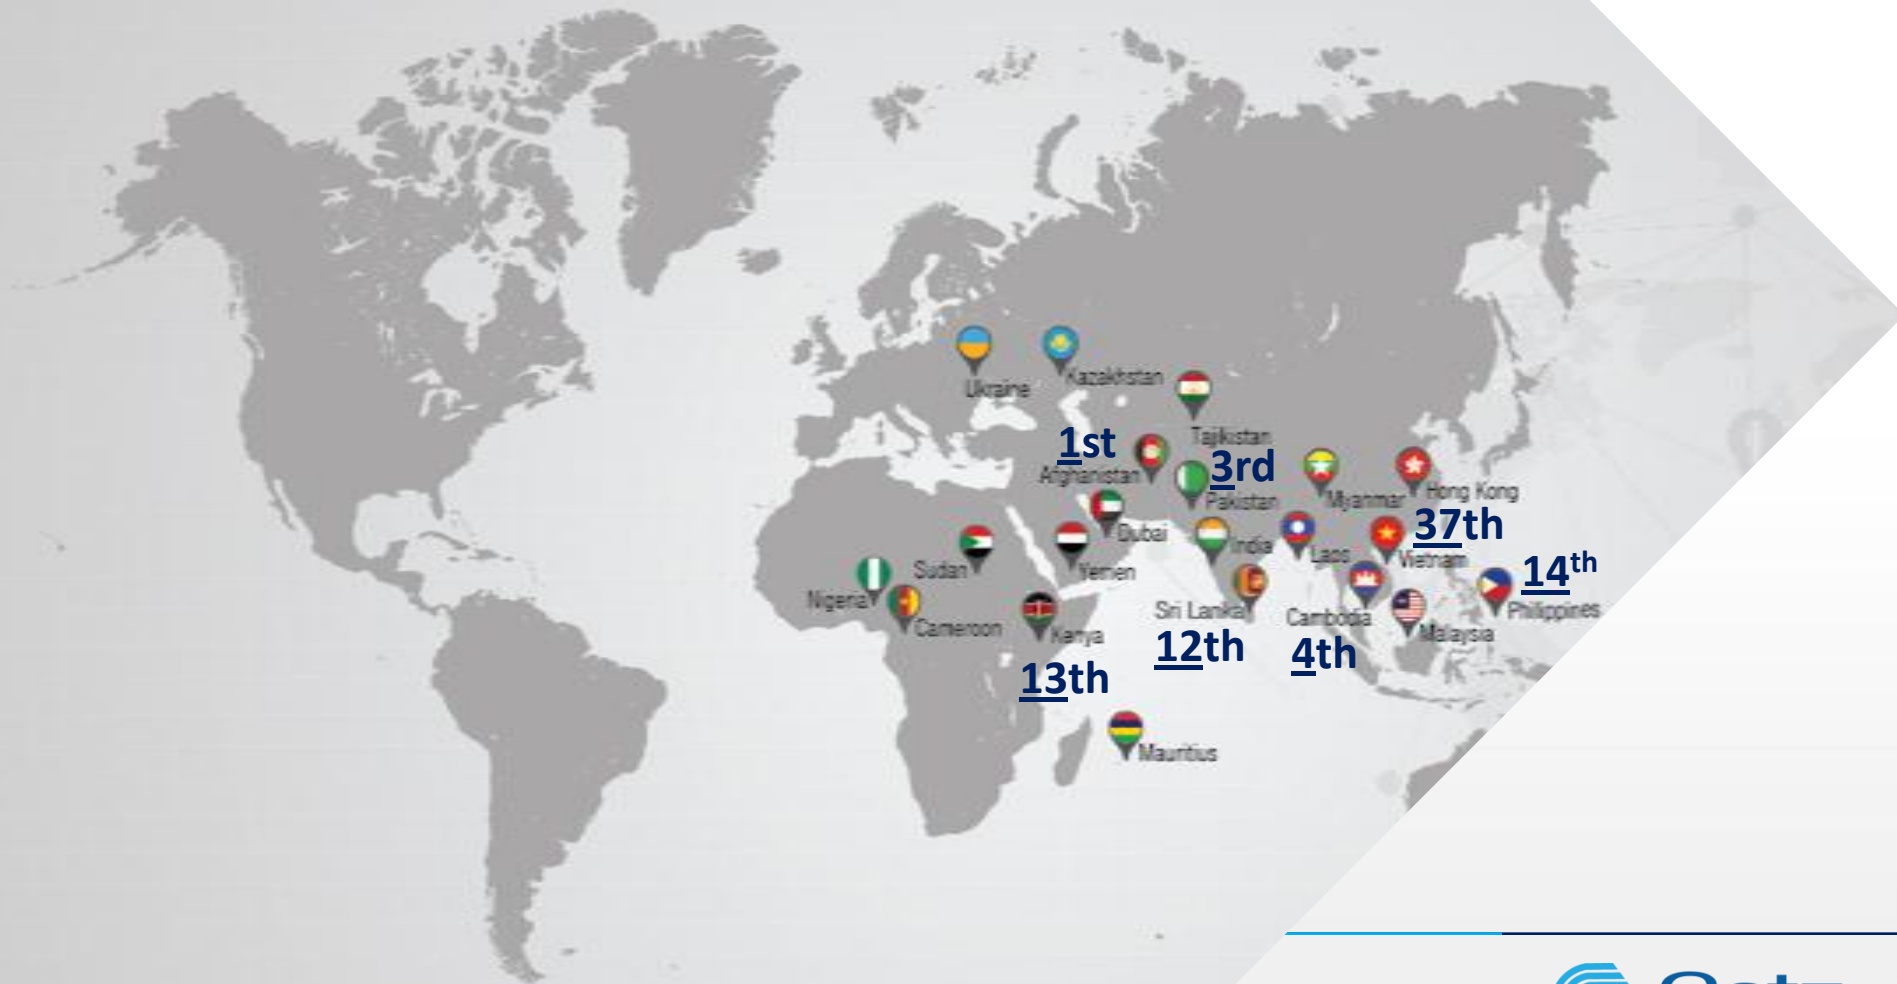 Ukraine
Kazakhstan
Tajikistan
1st
Afghanistan
3rd
Pakistan
Myanmar
Hong Kong
37th
Dubai
India
Laos
Vietnam
14th
Philippines
Sudan
Yemen
Nigeria
Cameroon
Kenya
13th
Sri Lanka
12th
Cambodia
4th
Malaysia
Mauritius